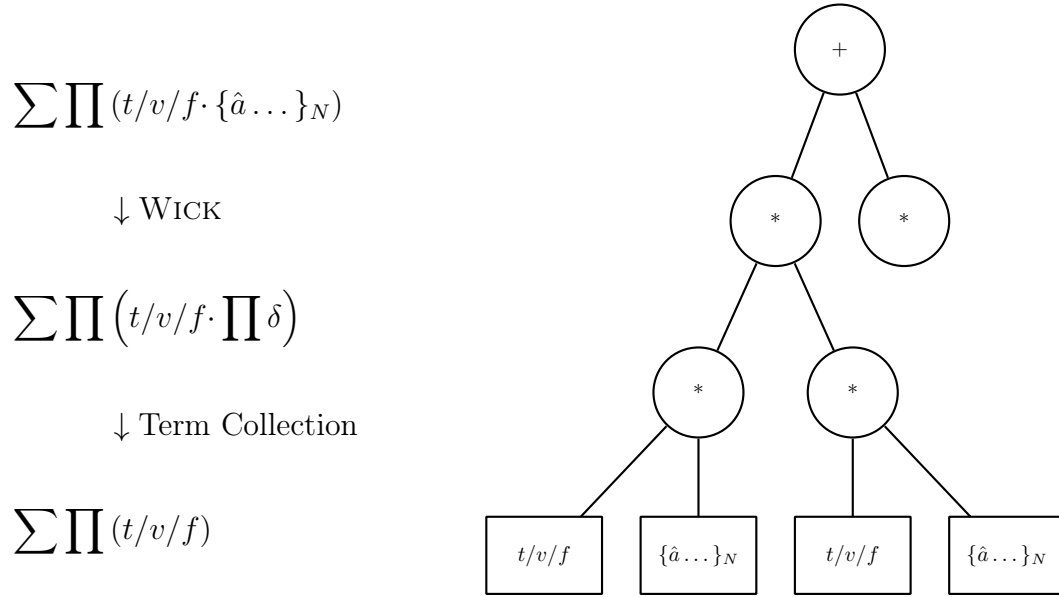 ∑∏(t/v/f·{â…}_N)
↓ WICK
∑∏(t/v/f·∏δ)
↓ Term Collection
∑∏(t/v/f)
+
* *
* *
t/v/f {â…}_N t/v/f {â…}_N